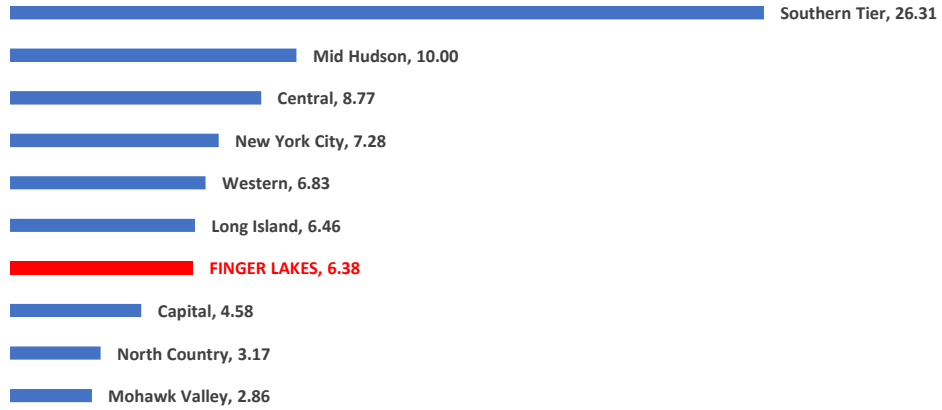 Southern Tier, 26.31
Mid Hudson, 10.00
Central, 8.77
New York City, 7.28
Western, 6.83
Long Island, 6.46
FINGER LAKES, 6.38
Capital, 4.58
North Country, 3.17
Mohawk Valley, 2.86